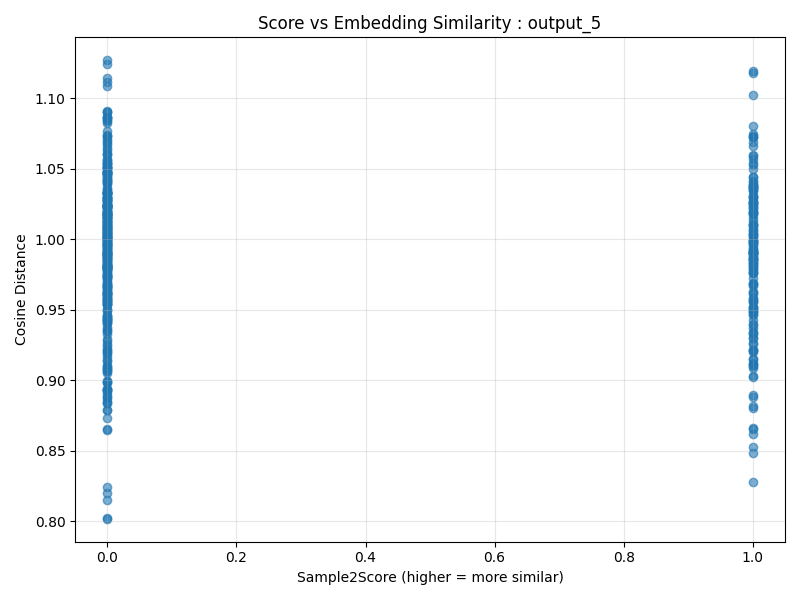 Score vs Embedding Similarity : output_5
Cosine Distance
1.10
1.05
1.00
0.95
0.90
0.85
0.80
0.0 0.2 0.4 0.6 0.8 1.0
Sample2Score (higher = more similar)